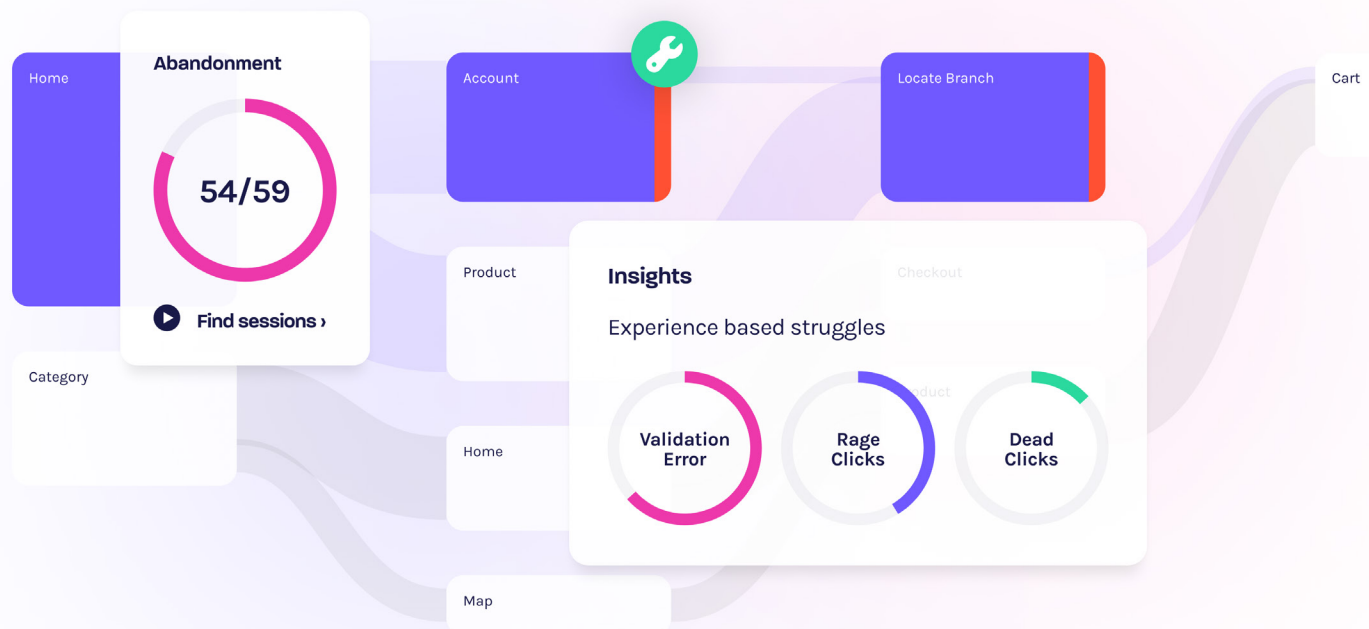 Abandonment
Home
54/59
Find sessions ›
Category
Account
Locate Branch
Cart
Product
Checkout
Insights
Experience based struggles
Validation
Error
Rage
Clicks
Dead
Clicks
Home
Map